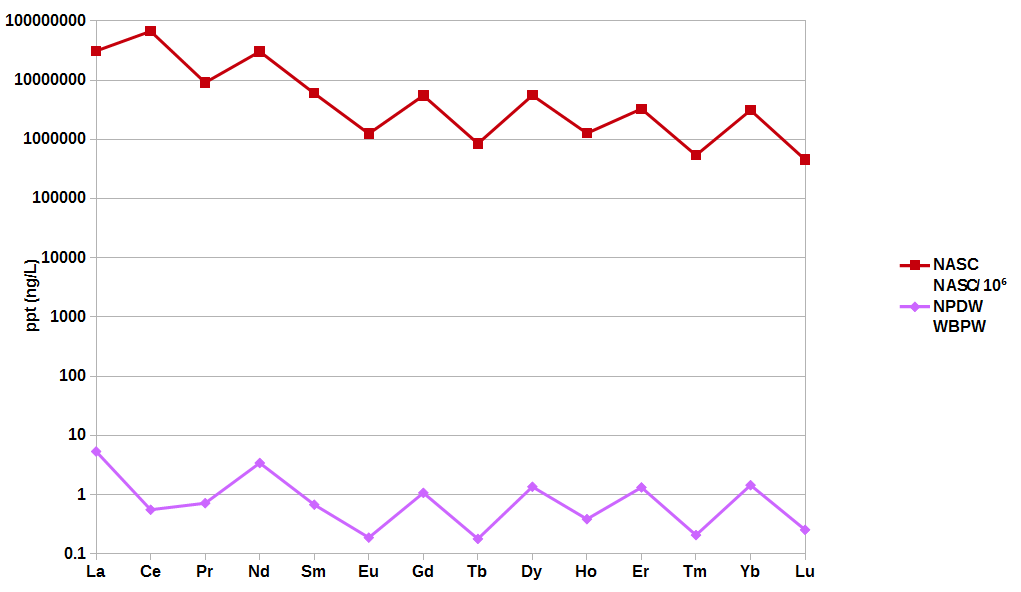 100000000
10000000
1000000
100000
10000
1000
100
10
1
0.1
ppt (ng/L)
La Ce Pr Nd Sm Eu Gd Tb Dy Ho Er Tm Yb Lu
NASC
NASC/ 10⁶
NPDW
WBPW